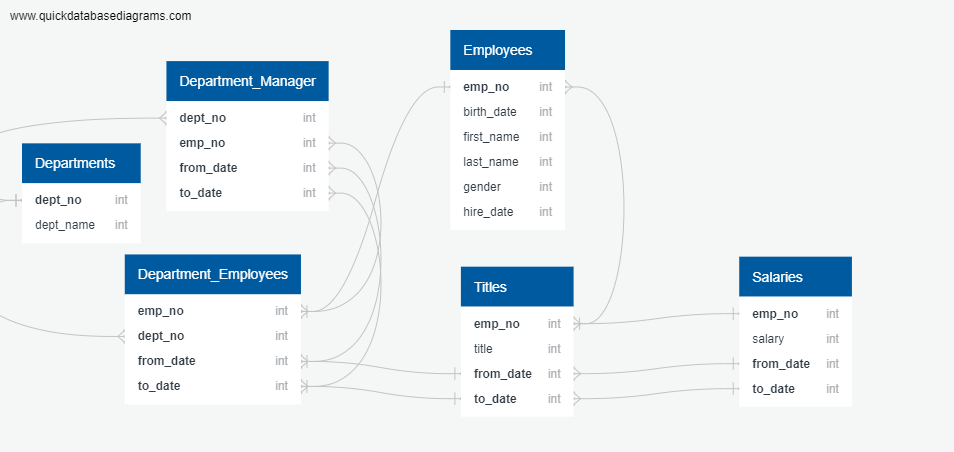 www.quickdatabasediagrams.com
Employees
emp_no int
birth_date int
first_name int
last_name int
gender int
hire_date int
Department_Manager
dept_no int
emp_no int
from_date int
to_date int
Departments
dept_no int
dept_name int
Department_Employees
emp_no int
dept_no int
from_date int
to_date int
Titles
emp_no int
title int
from_date int
to_date int
Salaries
emp_no int
salary int
from_date int
to_date int